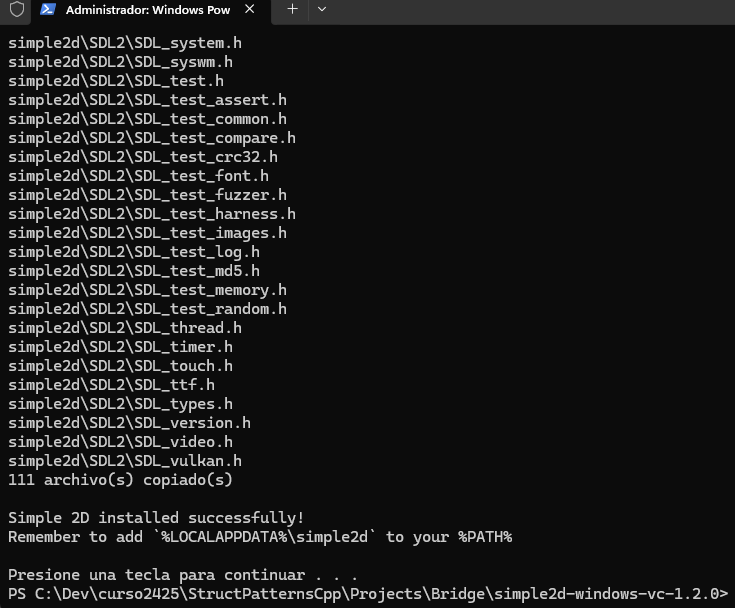 Administrador: Windows Pow
simple2d\SDL2\SDL_system.h
simple2d\SDL2\SDL_syswm.h
simple2d\SDL2\SDL_test.h
simple2d\SDL2\SDL_test_assert.h
simple2d\SDL2\SDL_test_common.h
simple2d\SDL2\SDL_test_compare.h
simple2d\SDL2\SDL_test_crc32.h
simple2d\SDL2\SDL_test_font.h
simple2d\SDL2\SDL_test_fuzzer.h
simple2d\SDL2\SDL_test_harness.h
simple2d\SDL2\SDL_test_images.h
simple2d\SDL2\SDL_test_log.h
simple2d\SDL2\SDL_test_md5.h
simple2d\SDL2\SDL_test_memory.h
simple2d\SDL2\SDL_test_random.h
simple2d\SDL2\SDL_thread.h
simple2d\SDL2\SDL_timer.h
simple2d\SDL2\SDL_touch.h
simple2d\SDL2\SDL_ttf.h
simple2d\SDL2\SDL_types.h
simple2d\SDL2\SDL_version.h
simple2d\SDL2\SDL_video.h
simple2d\SDL2\SDL_vulkan.h
111 archivo(s) copiado(s)
Simple 2D installed successfully!
Remember to add `%LOCALAPPDATA%\simple2d` to your %PATH%
Presione una tecla para continuar . . .
PS C:\Dev\curso2425\StructPatternsCpp\Projects\Bridge\simple2d-windows-vc-1.2.0>